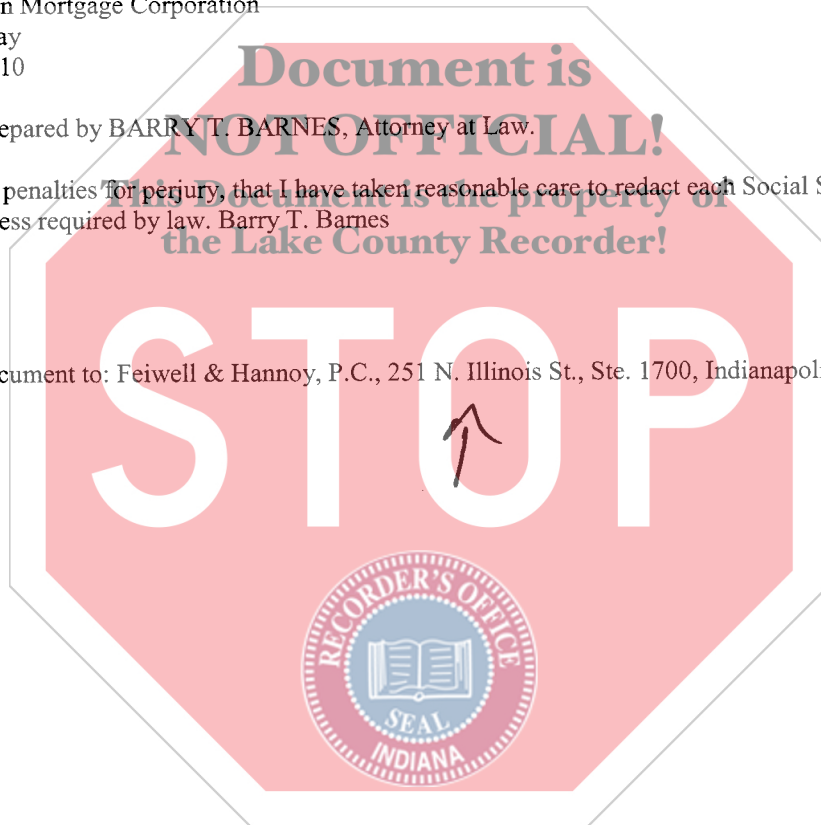 n Mortgage Corporation
ay
10
Document is
epared by BARRY T. BARNES, Attorney at Law.
NOT OFFICIAL!
penalties for perjury, that I have taken reasonable care to redact each Social S
This Document is the property of
ess required by law. Barry T. Barnes
the Lake County Recorder!
cument to: Feiwell & Hannoy, P.C., 251 N. Illinois St., Ste. 1700, Indianapoli
STOP
RECORDER'S OFFICE
SEAL
INDIANA